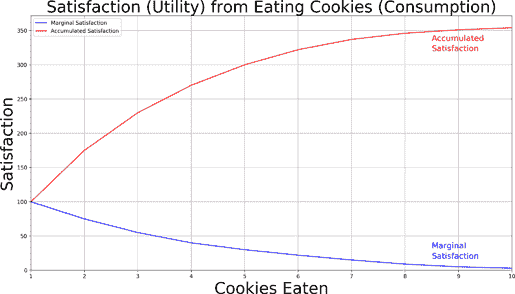 Satisfaction (Utility) from Eating Cookies (Consumption)
Marginal Satisfaction
Accumulated Satisfaction
350
300
250
200
150
100
50
0
Satisfaction
Accumulated
Satisfaction
Marginal
Satisfaction
1 2 3 4 5 6 7 8 9 10
Cookies Eaten